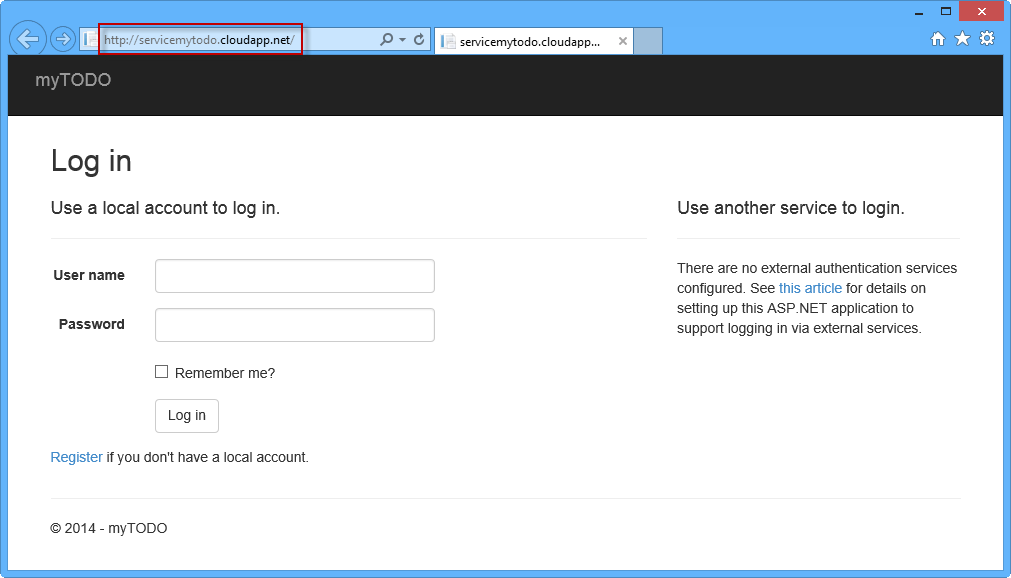 http://servicemytodo.cloudapp.net/
servicemytodo.cloudapp...
myTODO
Log in
Use a local account to log in.
User name
Password
Remember me?
Log in
Register if you don't have a local account.
Use another service to login.
There are no external authentication services
configured. See this article for details on
setting up this ASP.NET application to
support logging in via external services.
© 2014 - myTODO